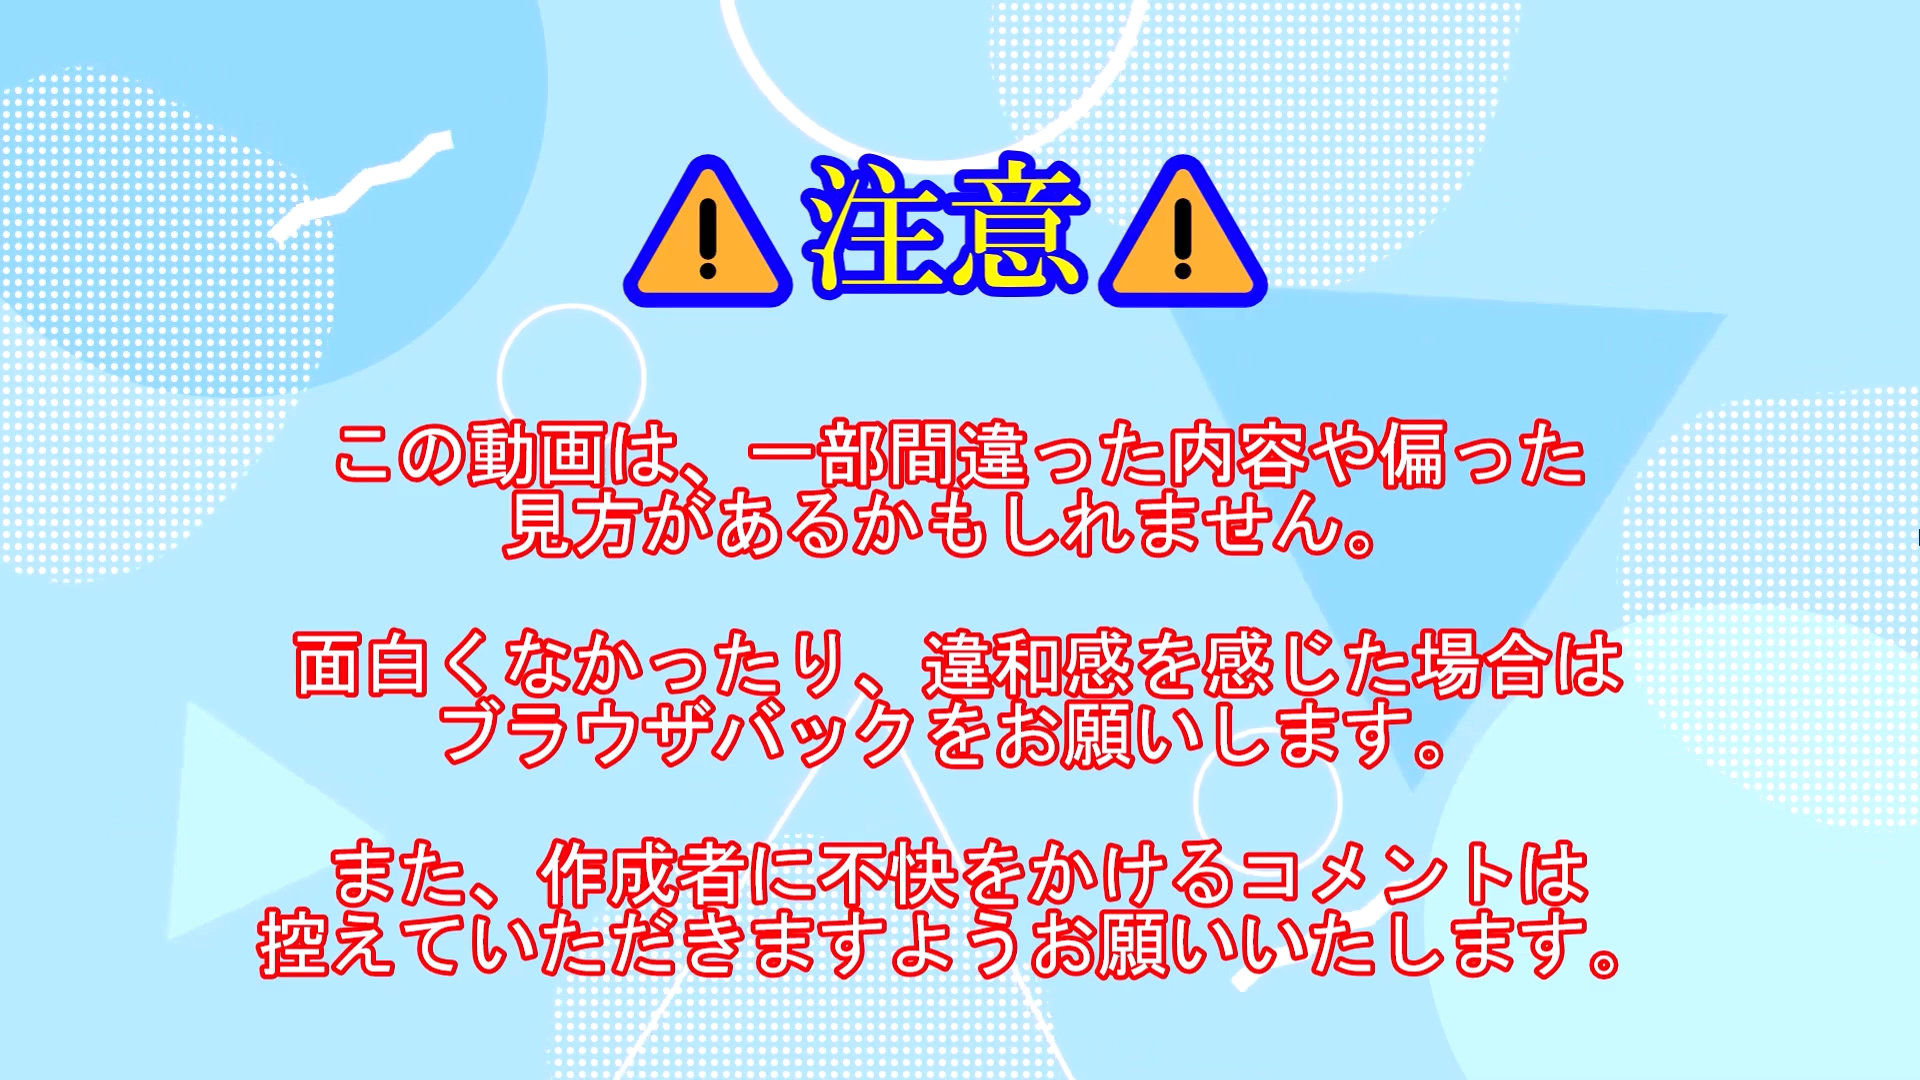 ⚠注意⚠
この動画は、一部間違った内容や偏った
見方があるかもしれません。
面白くなかったり、違和感を感じた場合は
ブラウザバックをお願いします。
また、作成者に不快をかけるコメントは
控えていただきますようお願いいたします。